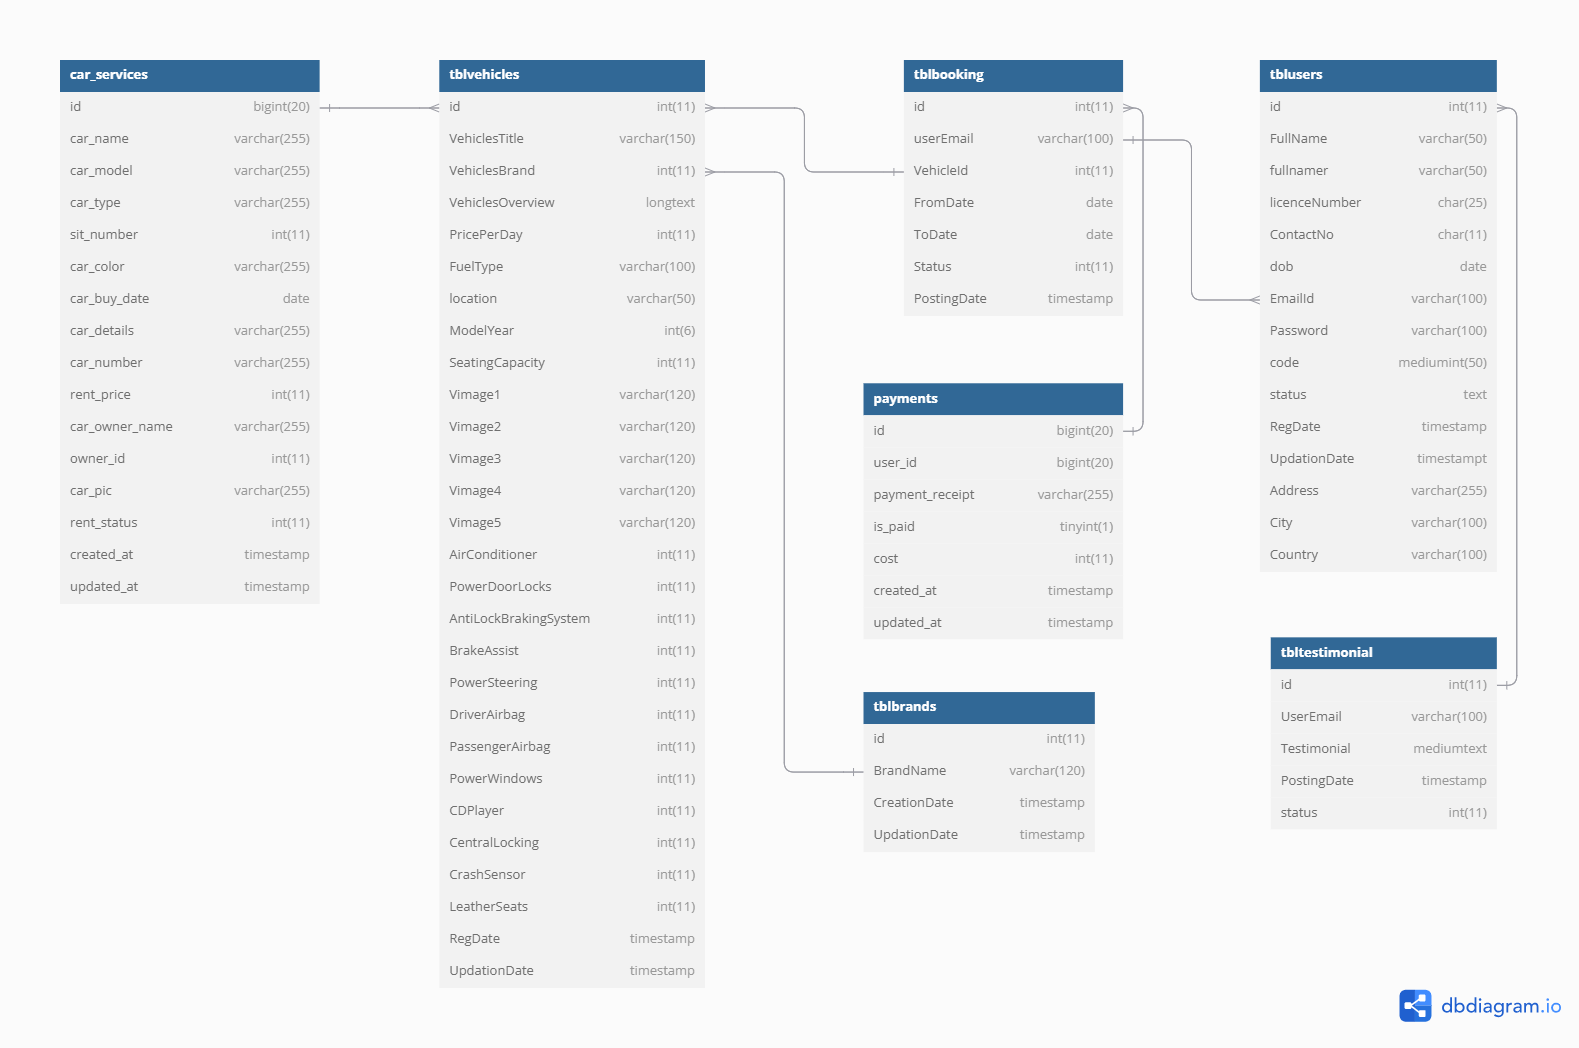 car_services
id bigint(20)
car_name varchar(255)
car_model varchar(255)
car_type varchar(255)
sit_number int(11)
car_color varchar(255)
car_buy_date date
car_details varchar(255)
car_number varchar(255)
rent_price int(11)
car_owner_name varchar(255)
owner_id int(11)
car_pic varchar(255)
rent_status int(11)
created_at timestamp
updated_at timestamp
tblvehicles
id int(11)
VehiclesTitle varchar(150)
VehiclesBrand int(11)
VehiclesOverview longtext
PricePerDay int(11)
FuelType varchar(100)
location varchar(50)
ModelYear int(6)
SeatingCapacity int(11)
Vimage1 varchar(120)
Vimage2 varchar(120)
Vimage3 varchar(120)
Vimage4 varchar(120)
Vimage5 varchar(120)
AirConditioner int(11)
PowerDoorLocks int(11)
AntiLockBrakingSystem int(11)
BrakeAssist int(11)
PowerSteering int(11)
DriverAirbag int(11)
PassengerAirbag int(11)
PowerWindows int(11)
CDPlayer int(11)
CentralLocking int(11)
CrashSensor int(11)
LeatherSeats int(11)
RegDate timestamp
UpdationDate timestamp
tblbooking
id int(11)
userEmail varchar(100)
VehicleId int(11)
FromDate date
ToDate date
Status int(11)
PostingDate timestamp
payments
id bigint(20)
user_id bigint(20)
payment_receipt varchar(255)
is_paid tinyint(1)
cost int(11)
created_at timestamp
updated_at timestamp
tblbrands
id int(11)
BrandName varchar(120)
CreationDate timestamp
UpdationDate timestamp
tblusers
id int(11)
FullName varchar(50)
fullnamer varchar(50)
licenceNumber char(25)
ContactNo char(11)
dob date
EmailId varchar(100)
Password varchar(100)
code mediumint(50)
status text
RegDate timestamp
UpdationDate timestampt
Address varchar(255)
City varchar(100)
Country varchar(100)
tbltestimonial
id int(11)
UserEmail varchar(100)
Testimonial mediumtext
PostingDate timestamp
status int(11)
dbdiagram.io